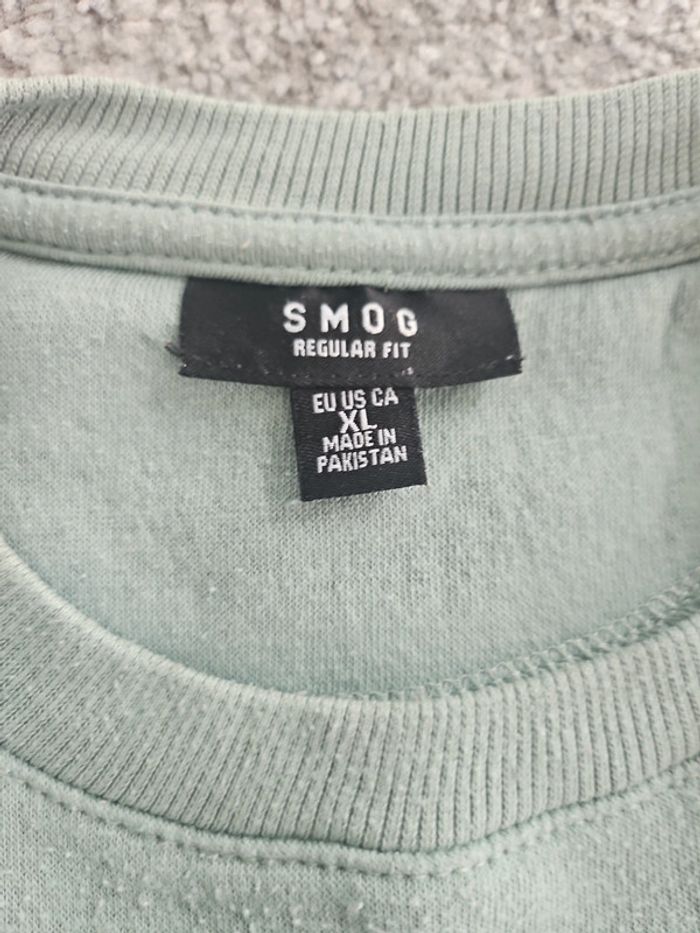 SMOG
REGULAR FIT
EU US CA
XL
MADE IN
PAKISTAN